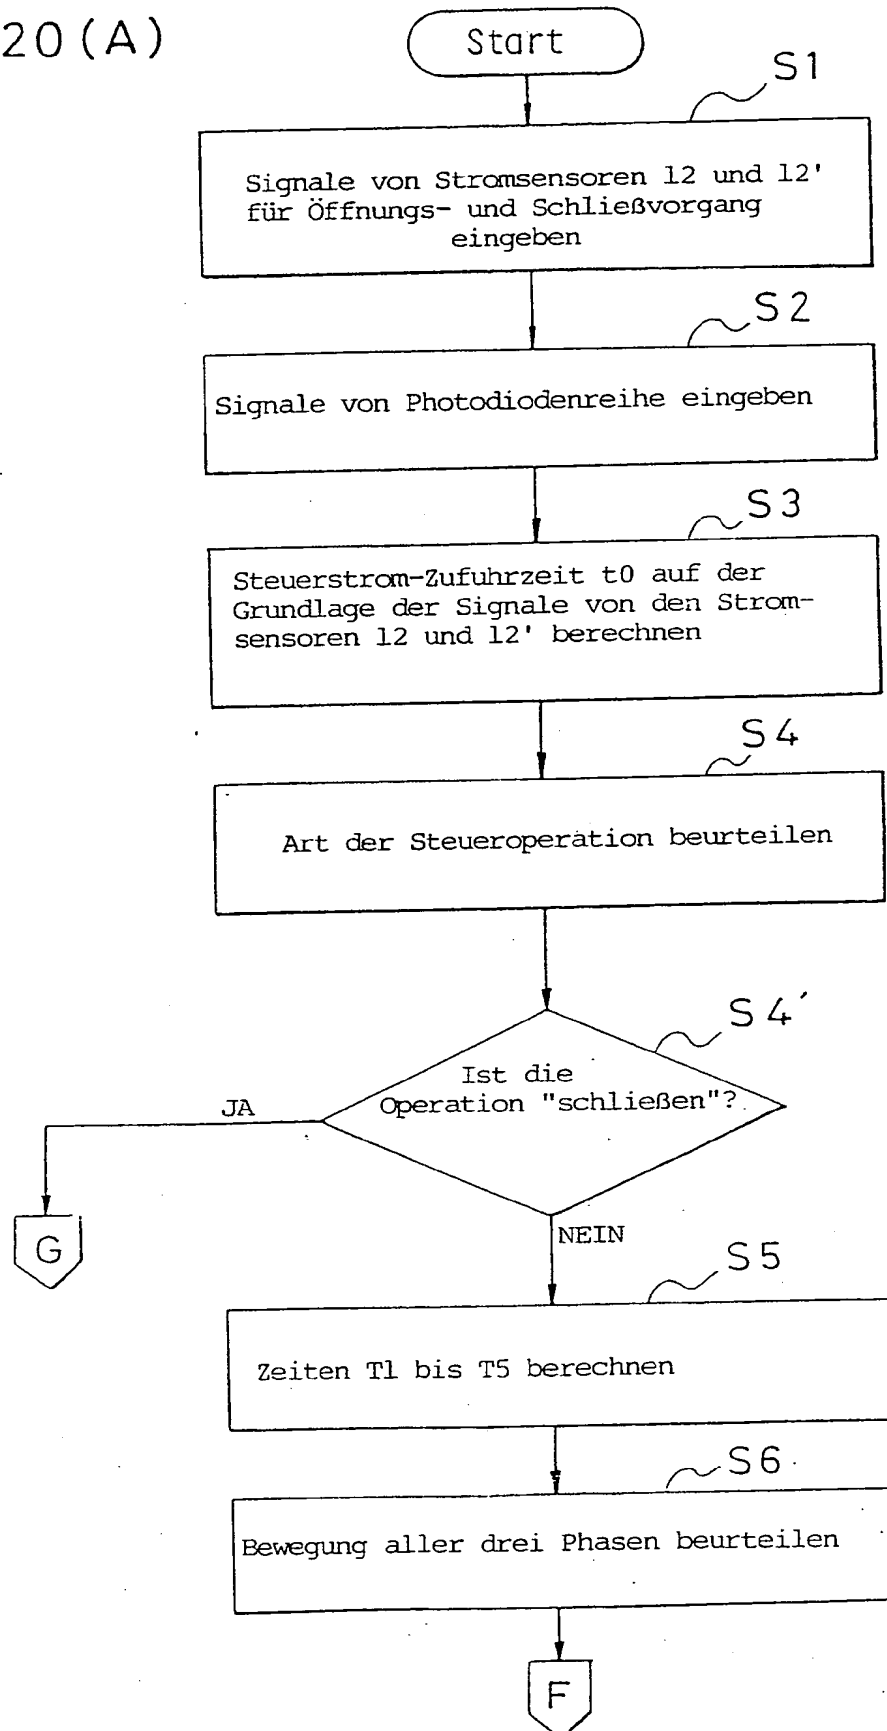 20(A)
Start
S1
Signale von Stromsensoren 12 und 12'
für Öffnungs- und Schließvorgang
eingeben
S2
Signale von Photodiodenreihe eingeben
S3
Steuerstrom-Zufuhrzeit t0 auf der
Grundlage der Signale von den Strom-
sensoren 12 und 12' berechnen
S4
Art der Steueroperation beurteilen
S4'
Ist die
Operation "schließen"?
JA
G
NEIN
S5
Zeiten T1 bis T5 berechnen
S6
Bewegung aller drei Phasen beurteilen
F